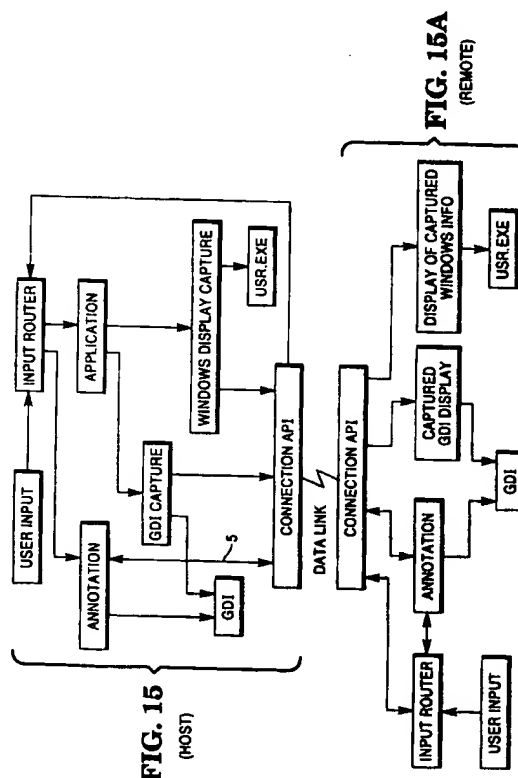 FIG. 15
(HOST)
USER INPUT
INPUT ROUTER
ANNOTATION
APPLICATION
GDI CAPTURE
WINDOWS DISPLAY CAPTURE
GDI
5
USR.EXE
CONNECTION API
DATA LINK
FIG. 15A
(REMOTE)
CONNECTION API
INPUT ROUTER
ANNOTATION
CAPTURED
GDI DISPLAY
DISPLAY OF CAPTURED
WINDOWS INFO
USER INPUT
GDI
USR.EXE